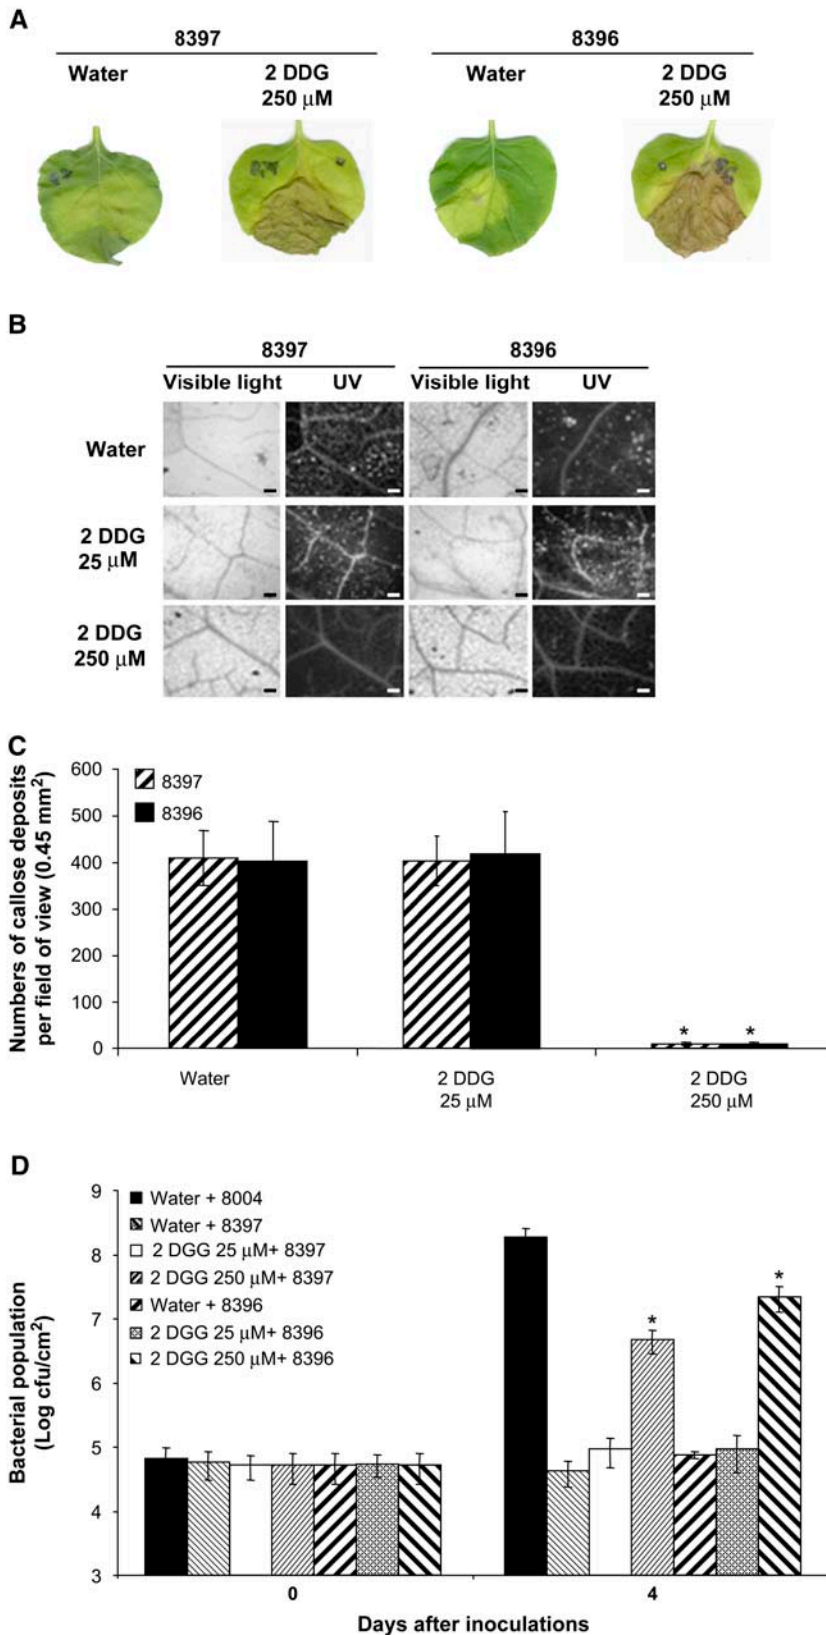 A
8397 8396
Water 2 DDG Water 2 DDG
250 µM 250 µM
B
8397 8396
Visible light UV Visible light UV
Water
2 DDG
25 µM
2 DDG
250 µM
C
Numbers of callose deposits
per field of view (0.45 mm²)
600
500
400
300
200
100
0
8397
8396
* *
Water 2 DDG 2 DDG
25 µM 250 µM
D
Bacterial population
(Log cfu/cm²)
9
8
7
6
5
4
3
Water + 8004
Water + 8397
2 DGG 25 µM+ 8397
2 DGG 250 µM+ 8397
Water + 8396
2 DGG 25 µM+ 8396
2 DGG 250 µM+ 8396
* *
0 4
Days after inoculations